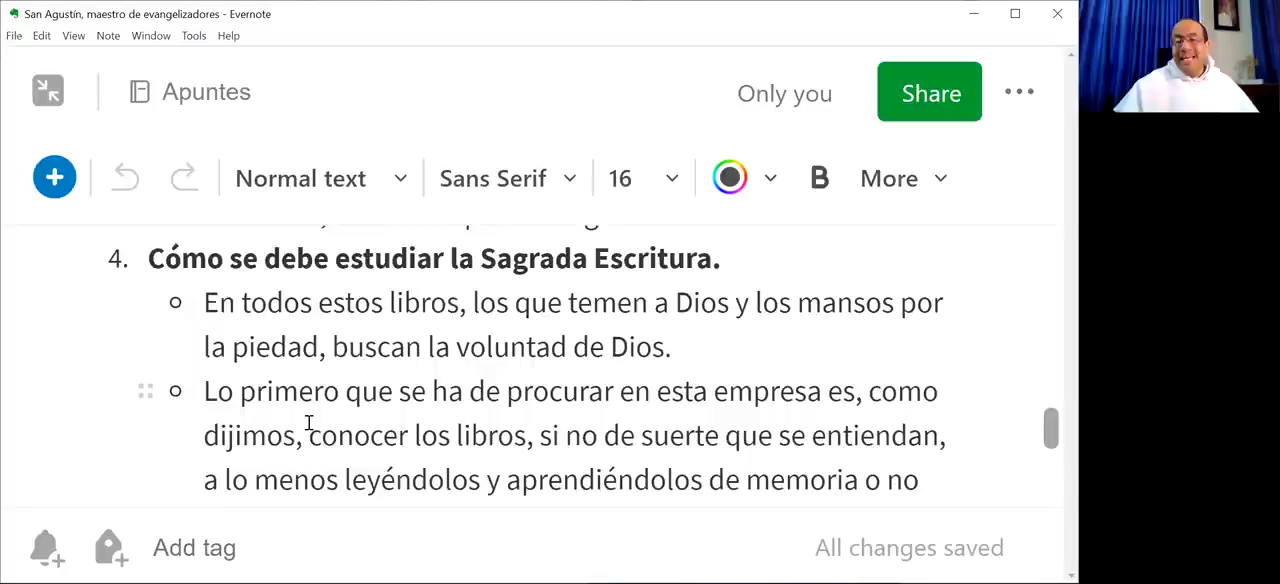 San Agustín, maestro de evangelizadores - Evernote
File Edit View Note Window Tools Help
Apuntes
Only you
Share
Normal text
Sans Serif
16
B
More
4. Cómo se debe estudiar la Sagrada Escritura.
En todos estos libros, los que temen a Dios y los mansos por
la piedad, buscan la voluntad de Dios.
Lo primero que se ha de procurar en esta empresa es, como
dijimos, conocer los libros, si no de suerte que se entiendan,
a lo menos leyéndolos y aprendiéndolos de memoria o no
Add tag
All changes saved